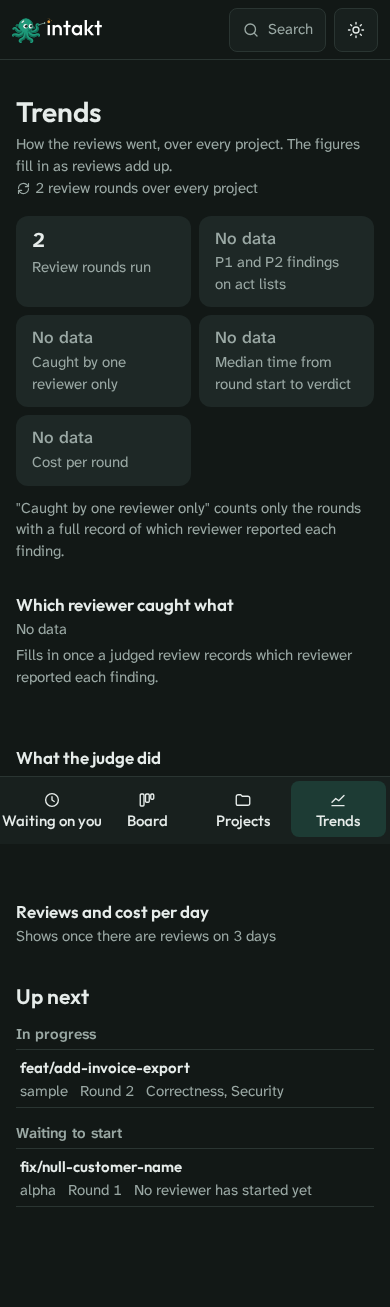 intakt
Search
Trends
How the reviews went, over every project. The figures
fill in as reviews add up.
2 review rounds over every project
2
Review rounds run
No data
P1 and P2 findings
on act lists
No data
Caught by one
reviewer only
No data
Median time from
round start to verdict
No data
Cost per round
"Caught by one reviewer only" counts only the rounds
with a full record of which reviewer reported each
finding.
Which reviewer caught what
No data
Fills in once a judged review records which reviewer
reported each finding.
What the judge did
Waiting on you
Board
Projects
Trends
Reviews and cost per day
Shows once there are reviews on 3 days
Up next
In progress
feat/add-invoice-export
sample Round 2 Correctness, Security
Waiting to start
fix/null-customer-name
alpha Round 1 No reviewer has started yet